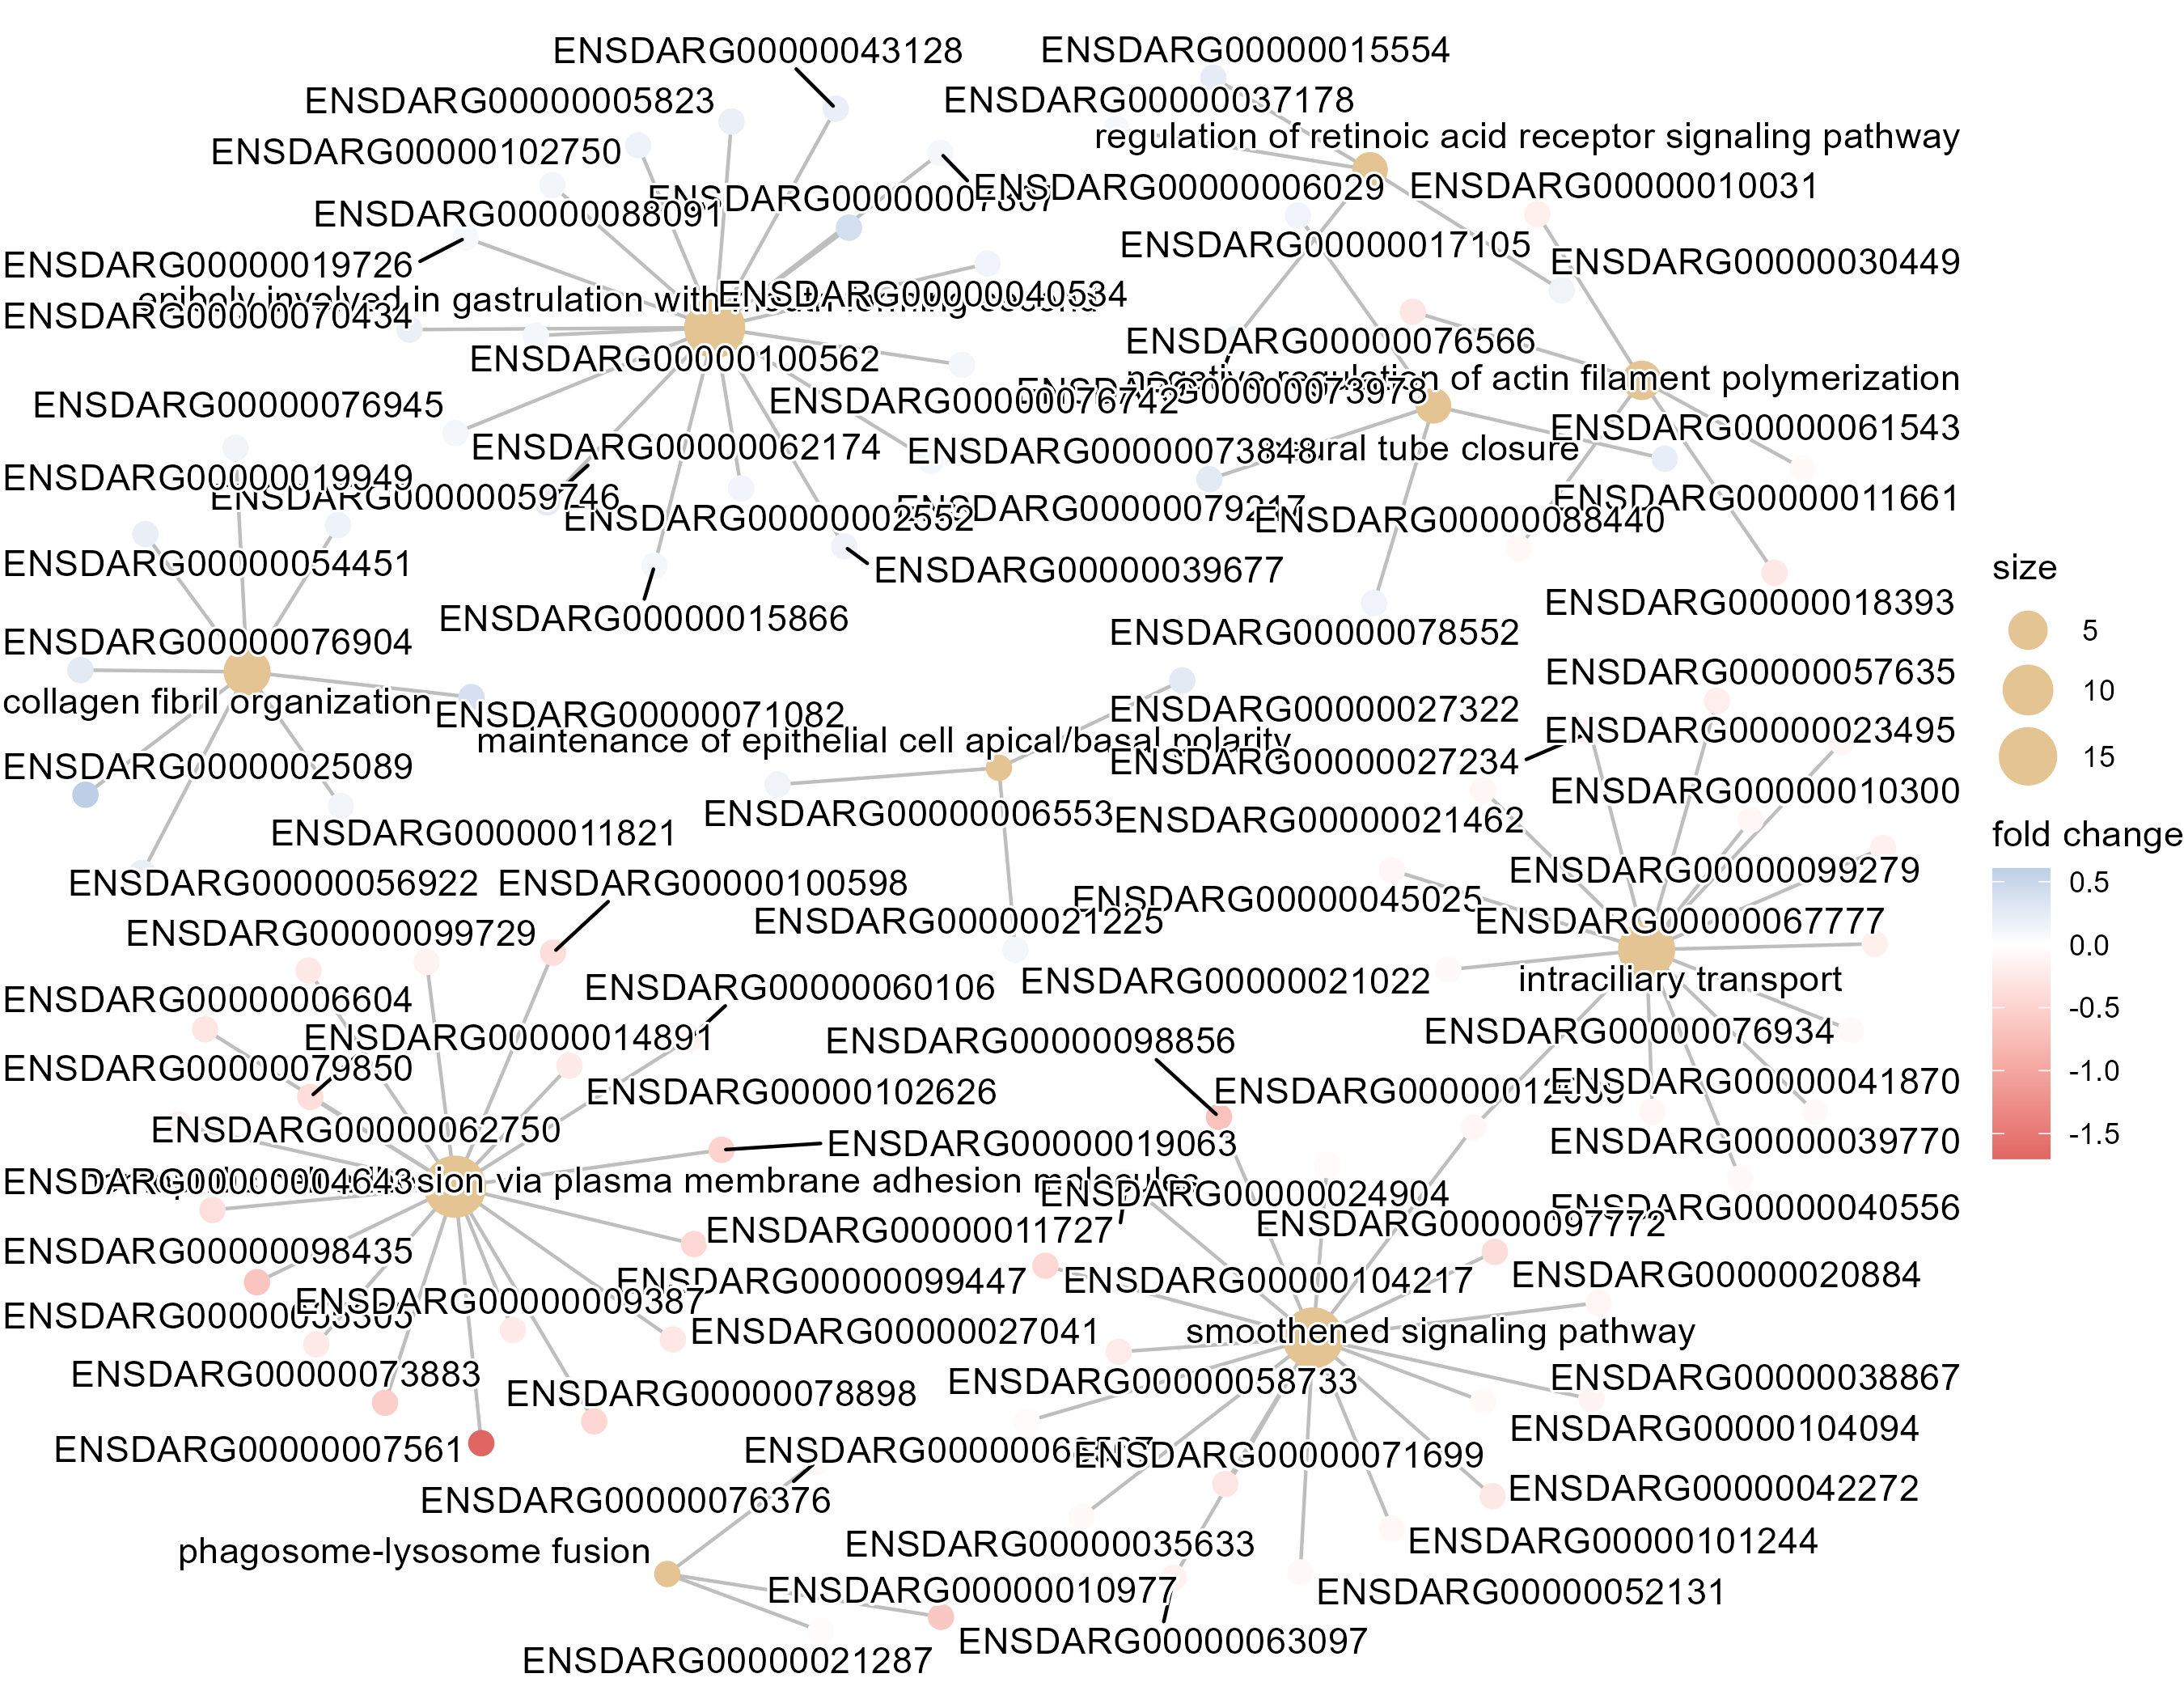 ENSDARG00000043128
ENSDARG00000015554
ENSDARG00000005823
ENSDARG00000037178
regulation of retinoic acid receptor signaling pathway
ENSDARG00000102750
ENSDARG00000006029
ENSDARG00000010031
ENSDARG00000088091
ENSDARG00000017105
ENSDARG00000019726
ENSDARG00000030449
in gastrulation
ENSDARG00000040534
ENSDARG00000070434
ENSDARG00000076566
ENSDARG00000100562
negative regulation of actin filament polymerization
ENSDARG00000076742
ENSDARG00000073978
ENSDARG00000076945
ENSDARG00000061543
ENSDARG00000062174
ENSDARG00000073848
tube closure
ENSDARG00000019949
ENSDARG00000059746
ENSDARG00000011661
ENSDARG00000002552
ENSDARG00000088440
ENSDARG00000054451
ENSDARG00000039677
size
ENSDARG00000015866
ENSDARG00000018393
5
ENSDARG00000078552
ENSDARG00000076904
ENSDARG00000057635
10
collagen fibril organization
ENSDARG00000071082
ENSDARG00000027322
ENSDARG00000023495
maintenance of epithelial cell apical/basal polarity
15
ENSDARG00000025089
ENSDARG00000027234
ENSDARG00000010300
ENSDARG00000006553
ENSDARG00000021462
ENSDARG00000011821
fold change
ENSDARG00000056922
ENSDARG00000100598
ENSDARG00000099279
0.5
ENSDARG00000045025
ENSDARG00000021225
ENSDARG00000067777
ENSDARG00000099729
0.0
ENSDARG00000060106
ENSDARG00000021022
intraciliary transport
ENSDARG00000006604
-0.5
ENSDARG00000014891
ENSDARG00000098856
ENSDARG00000076934
ENSDARG00000079850
-1.0
ENSDARG00000102626
ENSDARG00000041870
ENSDARG00000062750
ENSDARG00000019063
ENSDARG00000039770
-1.5
ENSDARG00000004643
via plasma membrane adhesion
ENSDARG00000024904
ENSDARG00000040556
ENSDARG00000011727
ENSDARG00000097772
ENSDARG00000098435
ENSDARG00000099447
ENSDARG00000104217
ENSDARG00000020884
ENSDARG00000009387
ENSDARG00000027041
smoothened signaling pathway
ENSDARG00000073883
ENSDARG00000078898
ENSDARG00000058733
ENSDARG00000038867
ENSDARG00000104094
ENSDARG00000007561
ENSDARG00000071699
ENSDARG00000076376
ENSDARG00000042272
phagosome-lysosome fusion
ENSDARG00000035633
ENSDARG00000101244
ENSDARG00000010977
ENSDARG00000052131
ENSDARG00000021287
ENSDARG00000063097